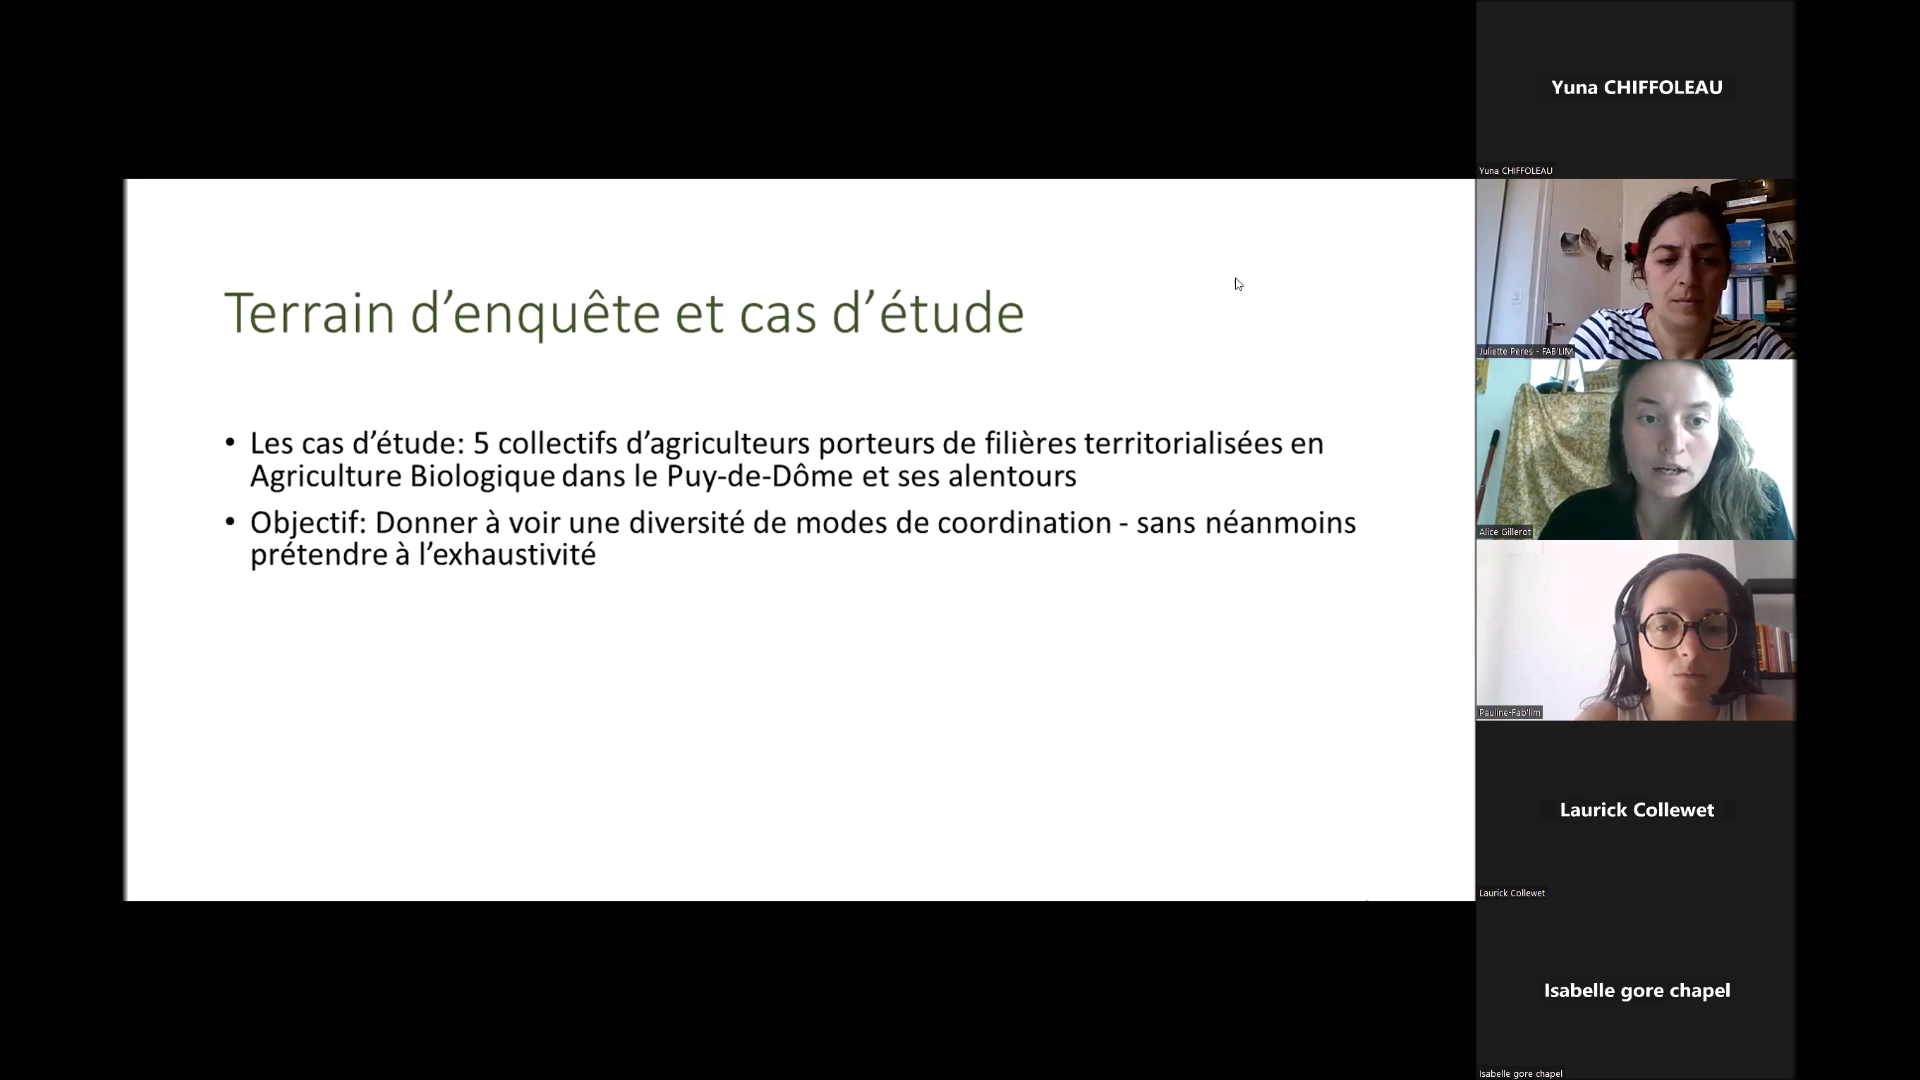 Terrain d’enquête et cas d’étude
• Les cas d’étude: 5 collectifs d’agriculteurs porteurs de filières territorialisées en
Agriculture Biologique dans le Puy-de-Dôme et ses alentours
• Objectif: Donner à voir une diversité de modes de coordination - sans néanmoins
prétendre à l’exhaustivité
Yuna CHIFFOLEAU
Yuna CHIFFOLEAU
Juliette Peres - FAB'LIM
Alice Gillerot
Pauline-Fab'lim
Laurick Collewet
Laurick Collewet
Isabelle gore chapel
Isabelle gore chapel